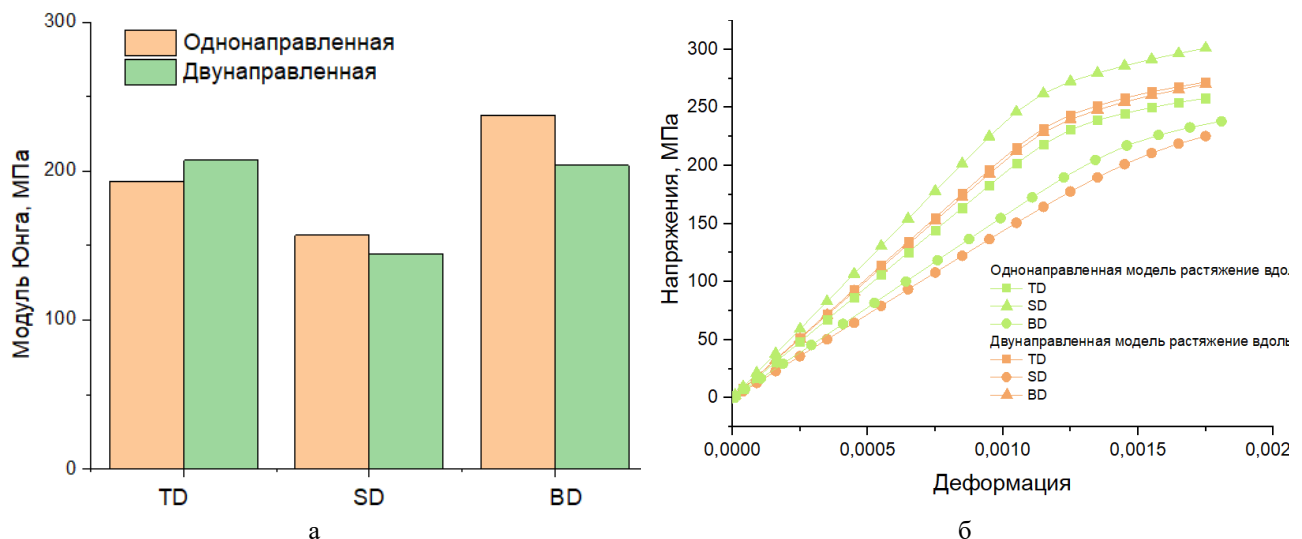 300
200
100
0
Модуль Юнга, МПа
Однонаправленная
Двунаправленная
TD
SD
BD
а
300
250
200
150
100
50
0
Напряжения, МПа
Однонаправленная модель растяжение вдол
TD
SD
BD
Двунаправленная модель растяжение вдоль
TD
SD
BD
0,0000
0,0005
0,0010
0,0015
0,002
Деформация
б